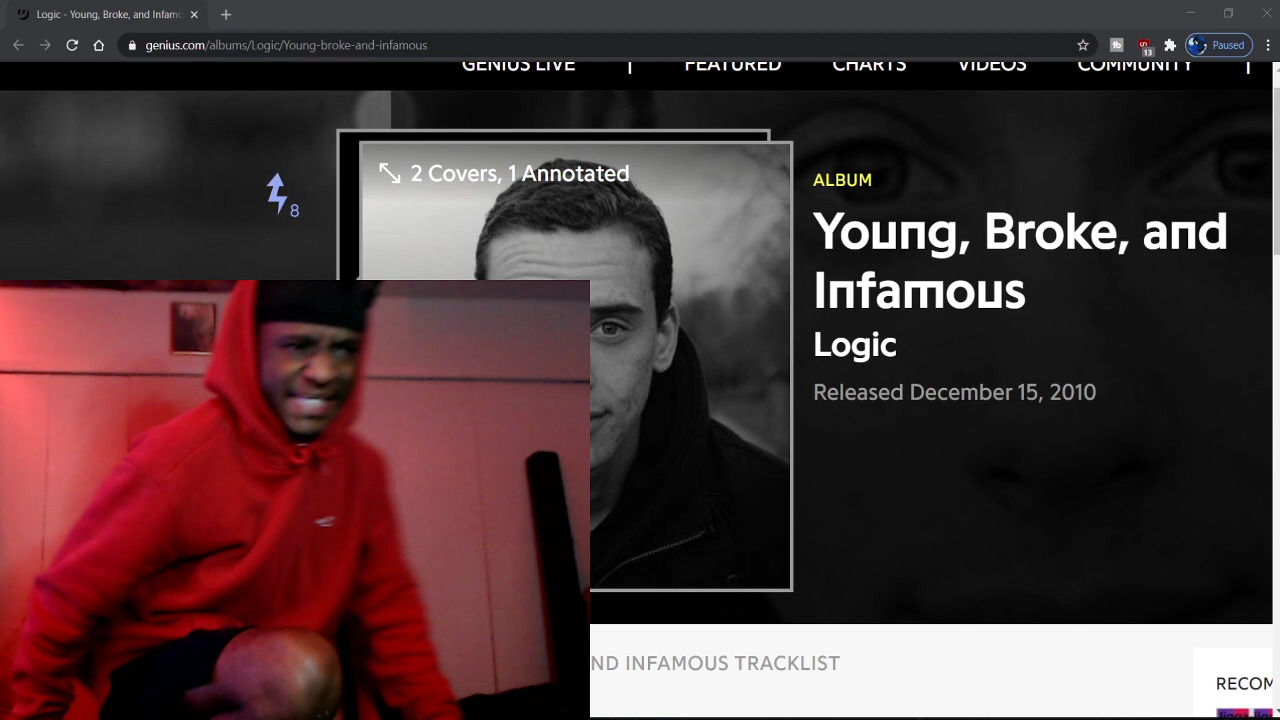 Logic - Young, Broke, and Infam
genius.com/albums/Logic/Young-broke-and-infamous
13
Paused
GENIUS LIVE | FEATURED CHARTS VIDEOS COMMUNITY |
2 Covers, 1 Annotated
8
ALBUM
Young, Broke, and
Infamous
Logic
Released December 15, 2010
ND INFAMOUS TRACKLIST
RECOM